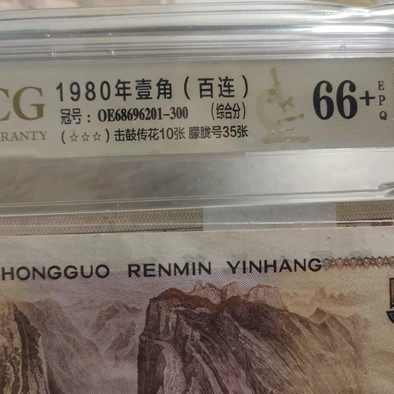 CG 1980年壹角（百连） 66+ EPQ
RANTY 冠号：OE68696201-300 (综合分)
(☆☆☆) 击鼓传花10张 朦胧号35张
HONGGUO RENMIN YINHANG